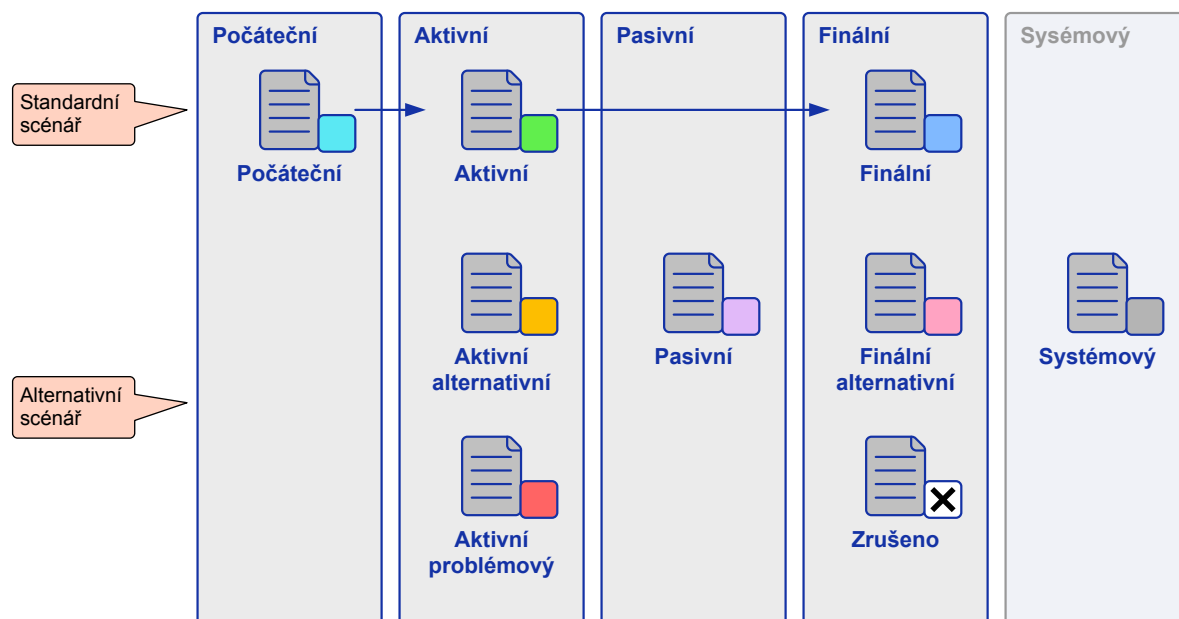 Počáteční
Aktivní
Pasivní
Finální
Sysémový
Standardní
scénář
Počáteční
Aktivní
Finální
Aktivní
alternativní
Pasivní
Finální
alternativní
Systémový
Alternativní
scénář
Aktivní
problémový
Zrušeno